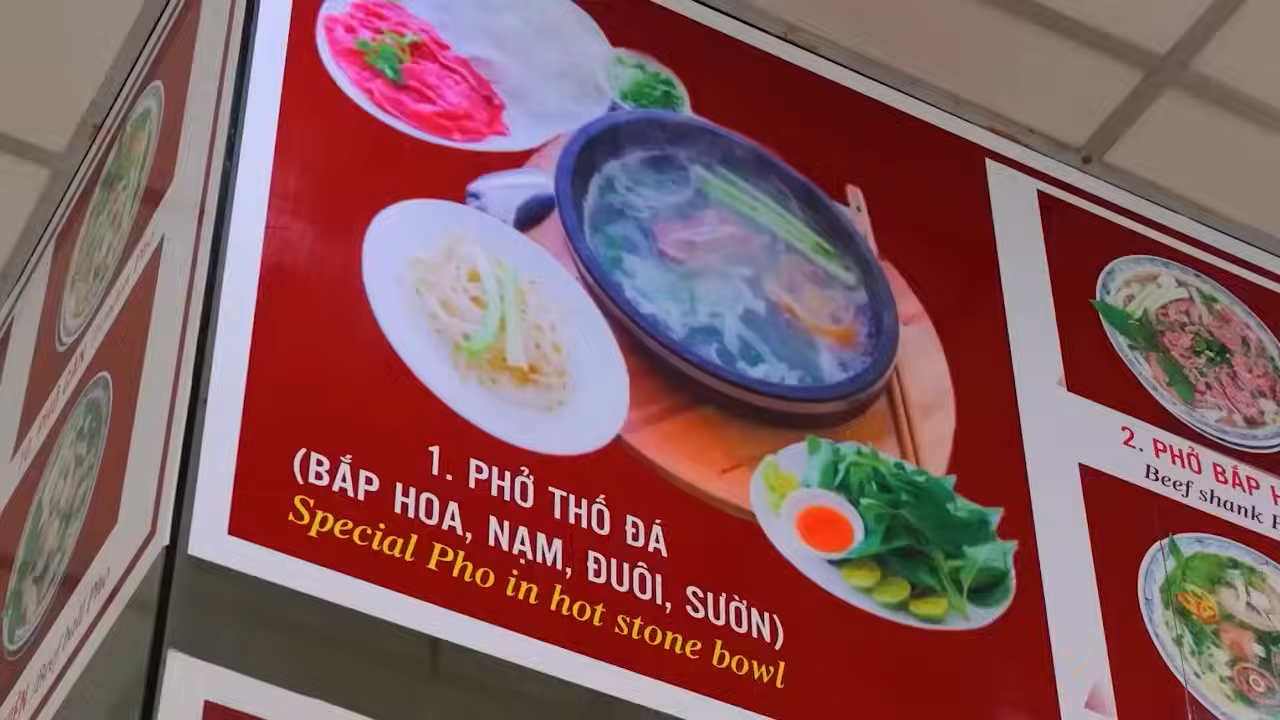 1. PHỞ THỐ ĐÁ
(BẮP HOA, NẠM, ĐUÔI, SƯỜN)
Special Pho in hot stone bowl
2. PHỞ BẮP
Beef shank